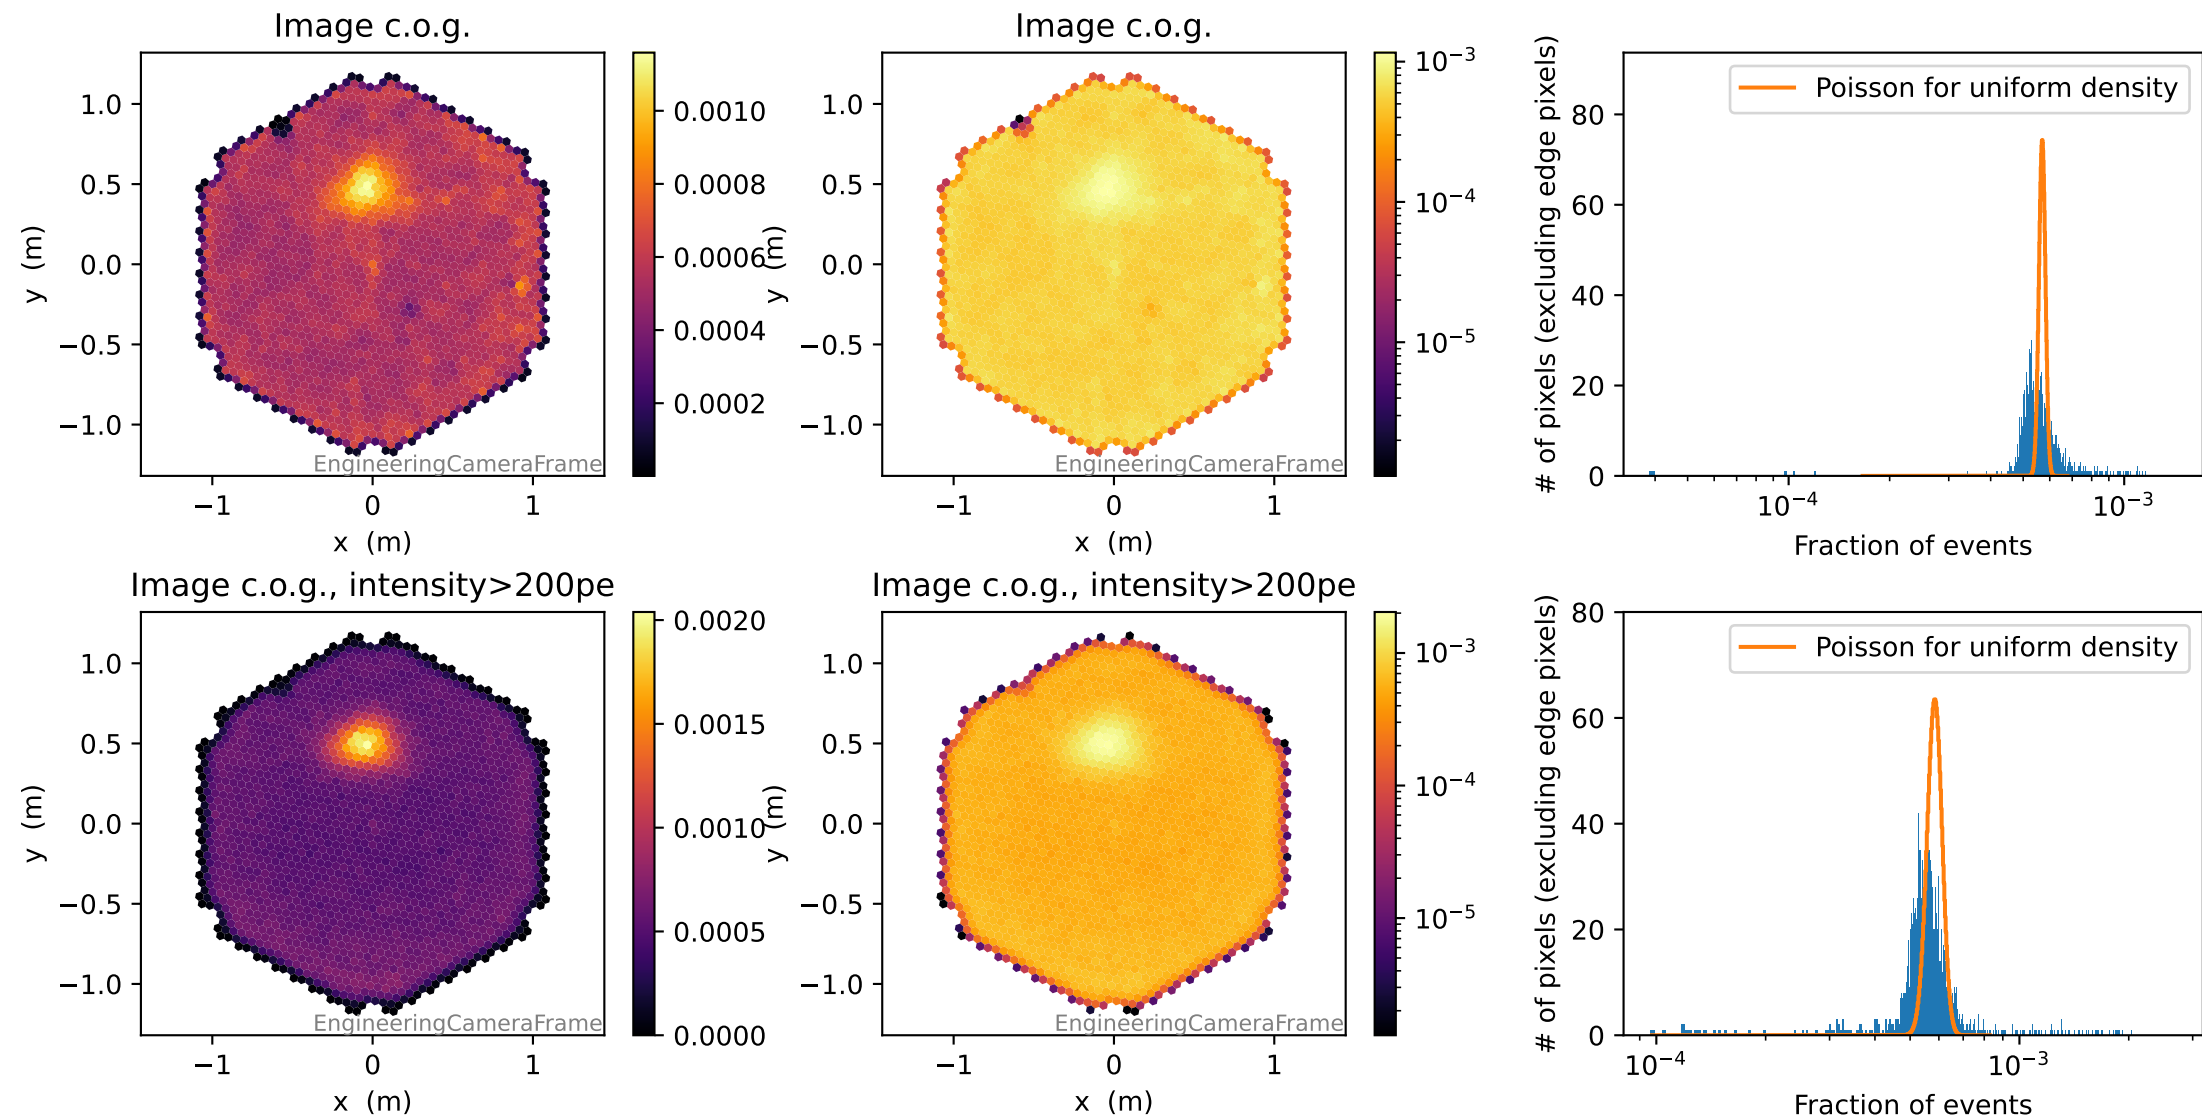 Image c.o.g.
1.0
0.5
0.0
−0.5
−1.0
y (m)
−1
0
1
x (m)
EngineeringCameraFrame
0.0010
0.0008
0.0006
0.0004
0.0002
Image c.o.g.
1.0
0.5
0.0
−0.5
−1.0
y (m)
−1
0
1
x (m)
EngineeringCameraFrame
10⁻³
10⁻⁴
10⁻⁵
# of pixels (excluding edge pixels)
80
60
40
20
0
Poisson for uniform density
10⁻⁴
10⁻³
Fraction of events
Image c.o.g., intensity>200pe
1.0
0.5
0.0
−0.5
−1.0
y (m)
−1
0
1
x (m)
EngineeringCameraFrame
0.0020
0.0015
0.0010
0.0005
0.0000
Image c.o.g., intensity>200pe
1.0
0.5
0.0
−0.5
−1.0
y (m)
−1
0
1
x (m)
EngineeringCameraFrame
10⁻³
10⁻⁴
10⁻⁵
# of pixels (excluding edge pixels)
80
60
40
20
0
Poisson for uniform density
10⁻⁴
10⁻³
Fraction of events